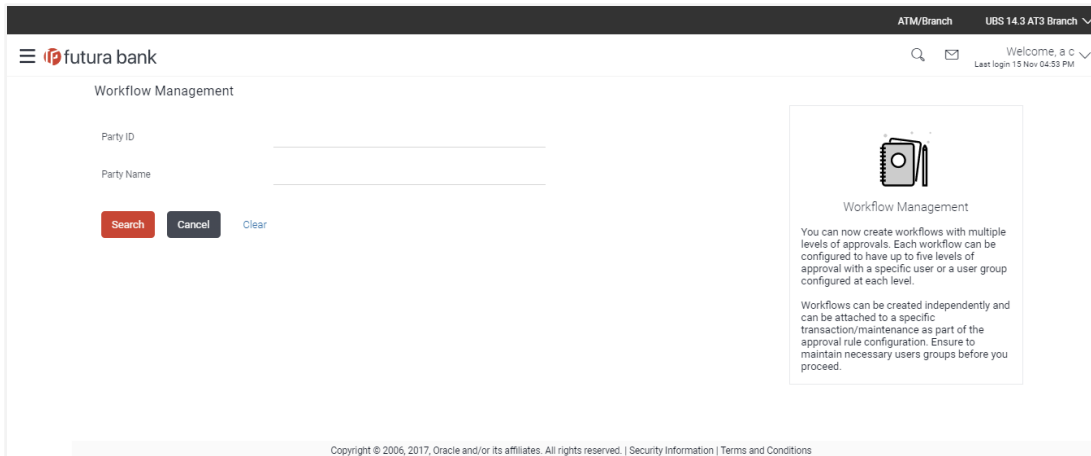 ATM/Branch UBS 14.3 AT3 Branch
futura bank
Welcome, a c
Last login 15 Nov 04:53 PM
Workflow Management
Party ID
Party Name
Search Cancel Clear
Workflow Management
You can now create workflows with multiple
levels of approvals. Each workflow can be
configured to have up to five levels of
approval with a specific user or a user group
configured at each level.
Workflows can be created independently and
can be attached to a specific
transaction/maintenance as part of the
approval rule configuration. Ensure to
maintain necessary users groups before you
proceed.
Copyright © 2006, 2017, Oracle and/or its affiliates. All rights reserved. | Security Information | Terms and Conditions